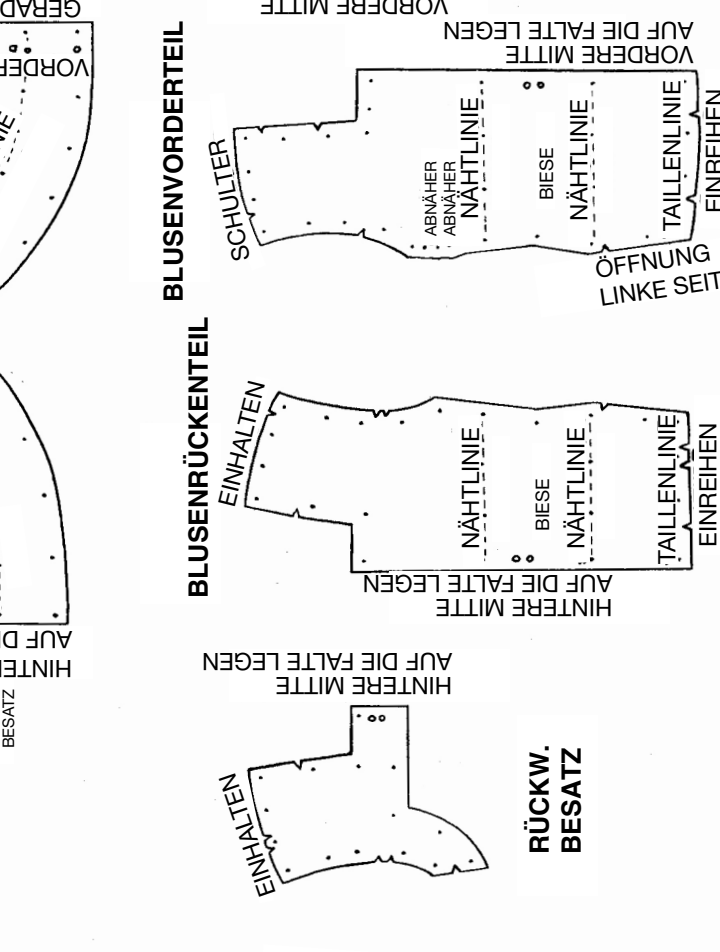 GERAD
VORDER
VORDERE MITTE
BLUSENVORDERTEIL
AUF DIE FALTE LEGEN
VORDERE MITTE
SCHULTER
ABNÄHER
ABNÄHER
NÄHTLINIE
BIESE
NÄHTLINIE
TAILLENLINIE
EINREIHEN
ÖFFNUNG
LINKE SEIT
BLUSENRÜCKENTEIL
EINHALTEN
NÄHTLINIE
BIESE
NÄHTLINIE
TAILLENLINIE
EINREIHEN
HINTERE MITTE
AUF DIE FALTE LEGEN
HINTER
AUF DI
BESATZ
HINTERE MITTE
AUF DIE FALTE LEGEN
EINHALTEN
RÜCKW.
BESATZ